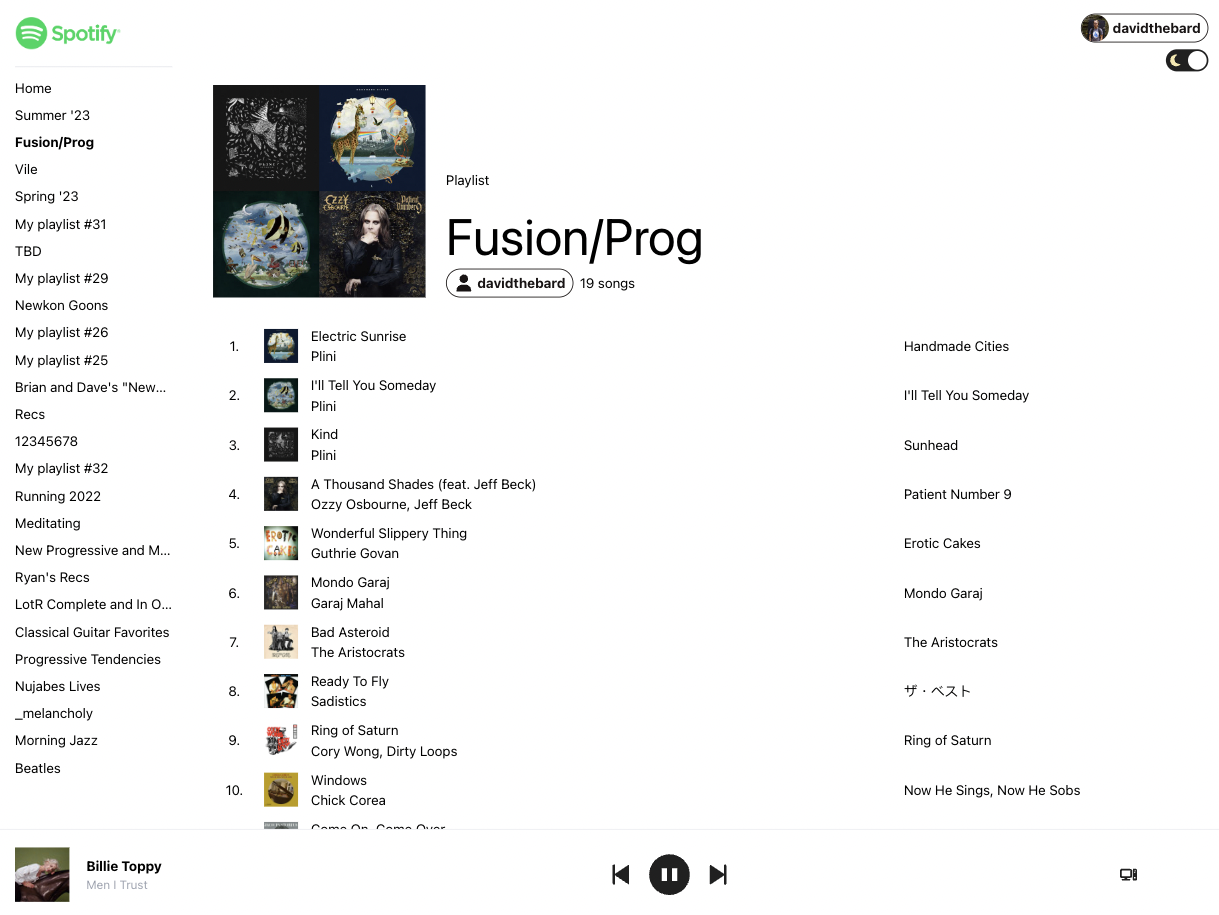 Spotify
davidthebard
Home
Summer '23
Fusion/Prog
Vile
Spring '23
My playlist #31
TBD
My playlist #29
Newkon Goons
My playlist #26
My playlist #25
Brian and Dave's "New...
Recs
12345678
My playlist #32
Running 2022
Meditating
New Progressive and M...
Ryan's Recs
LotR Complete and In O...
Classical Guitar Favorites
Progressive Tendencies
Nujabes Lives
_melancholy
Morning Jazz
Beatles
OZZY OSBOURNE
Patient Number 9
Playlist
Fusion/Prog
davidthebard 19 songs
1. Electric Sunrise
Plini
Handmade Cities
2. I'll Tell You Someday
Plini
I'll Tell You Someday
3. Kind
Plini
Sunhead
4. A Thousand Shades (feat. Jeff Beck)
Ozzy Osbourne, Jeff Beck
Patient Number 9
EROTIC CAKES
5. Wonderful Slippery Thing
Guthrie Govan
Erotic Cakes
6. Mondo Garaj
Garaj Mahal
Mondo Garaj
7. Bad Asteroid
The Aristocrats
The Aristocrats
8. Ready To Fly
Sadistics
ザ・ベスト
9. Ring of Saturn
Cory Wong, Dirty Loops
Ring of Saturn
10. Windows
Chick Corea
Now He Sings, Now He Sobs
Come On, Come Over
Billie Toppy
Men I Trust